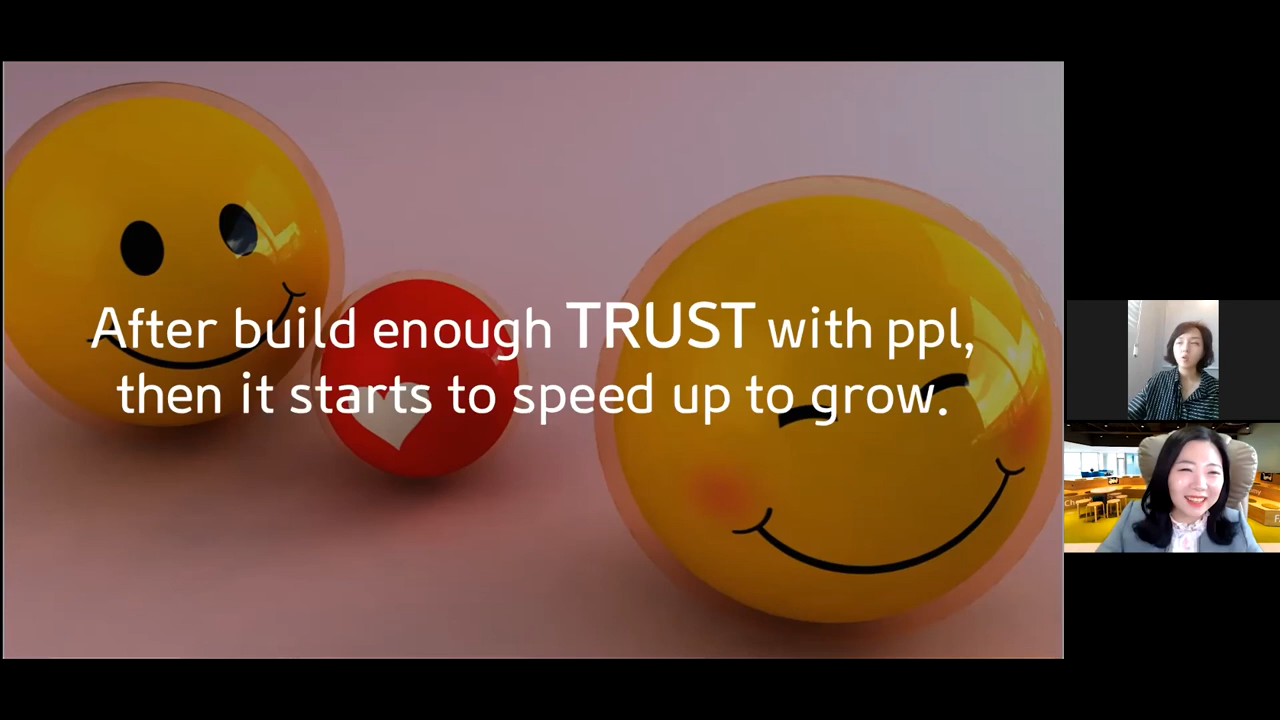 After build enough TRUST with ppl,
then it starts to speed up to grow.